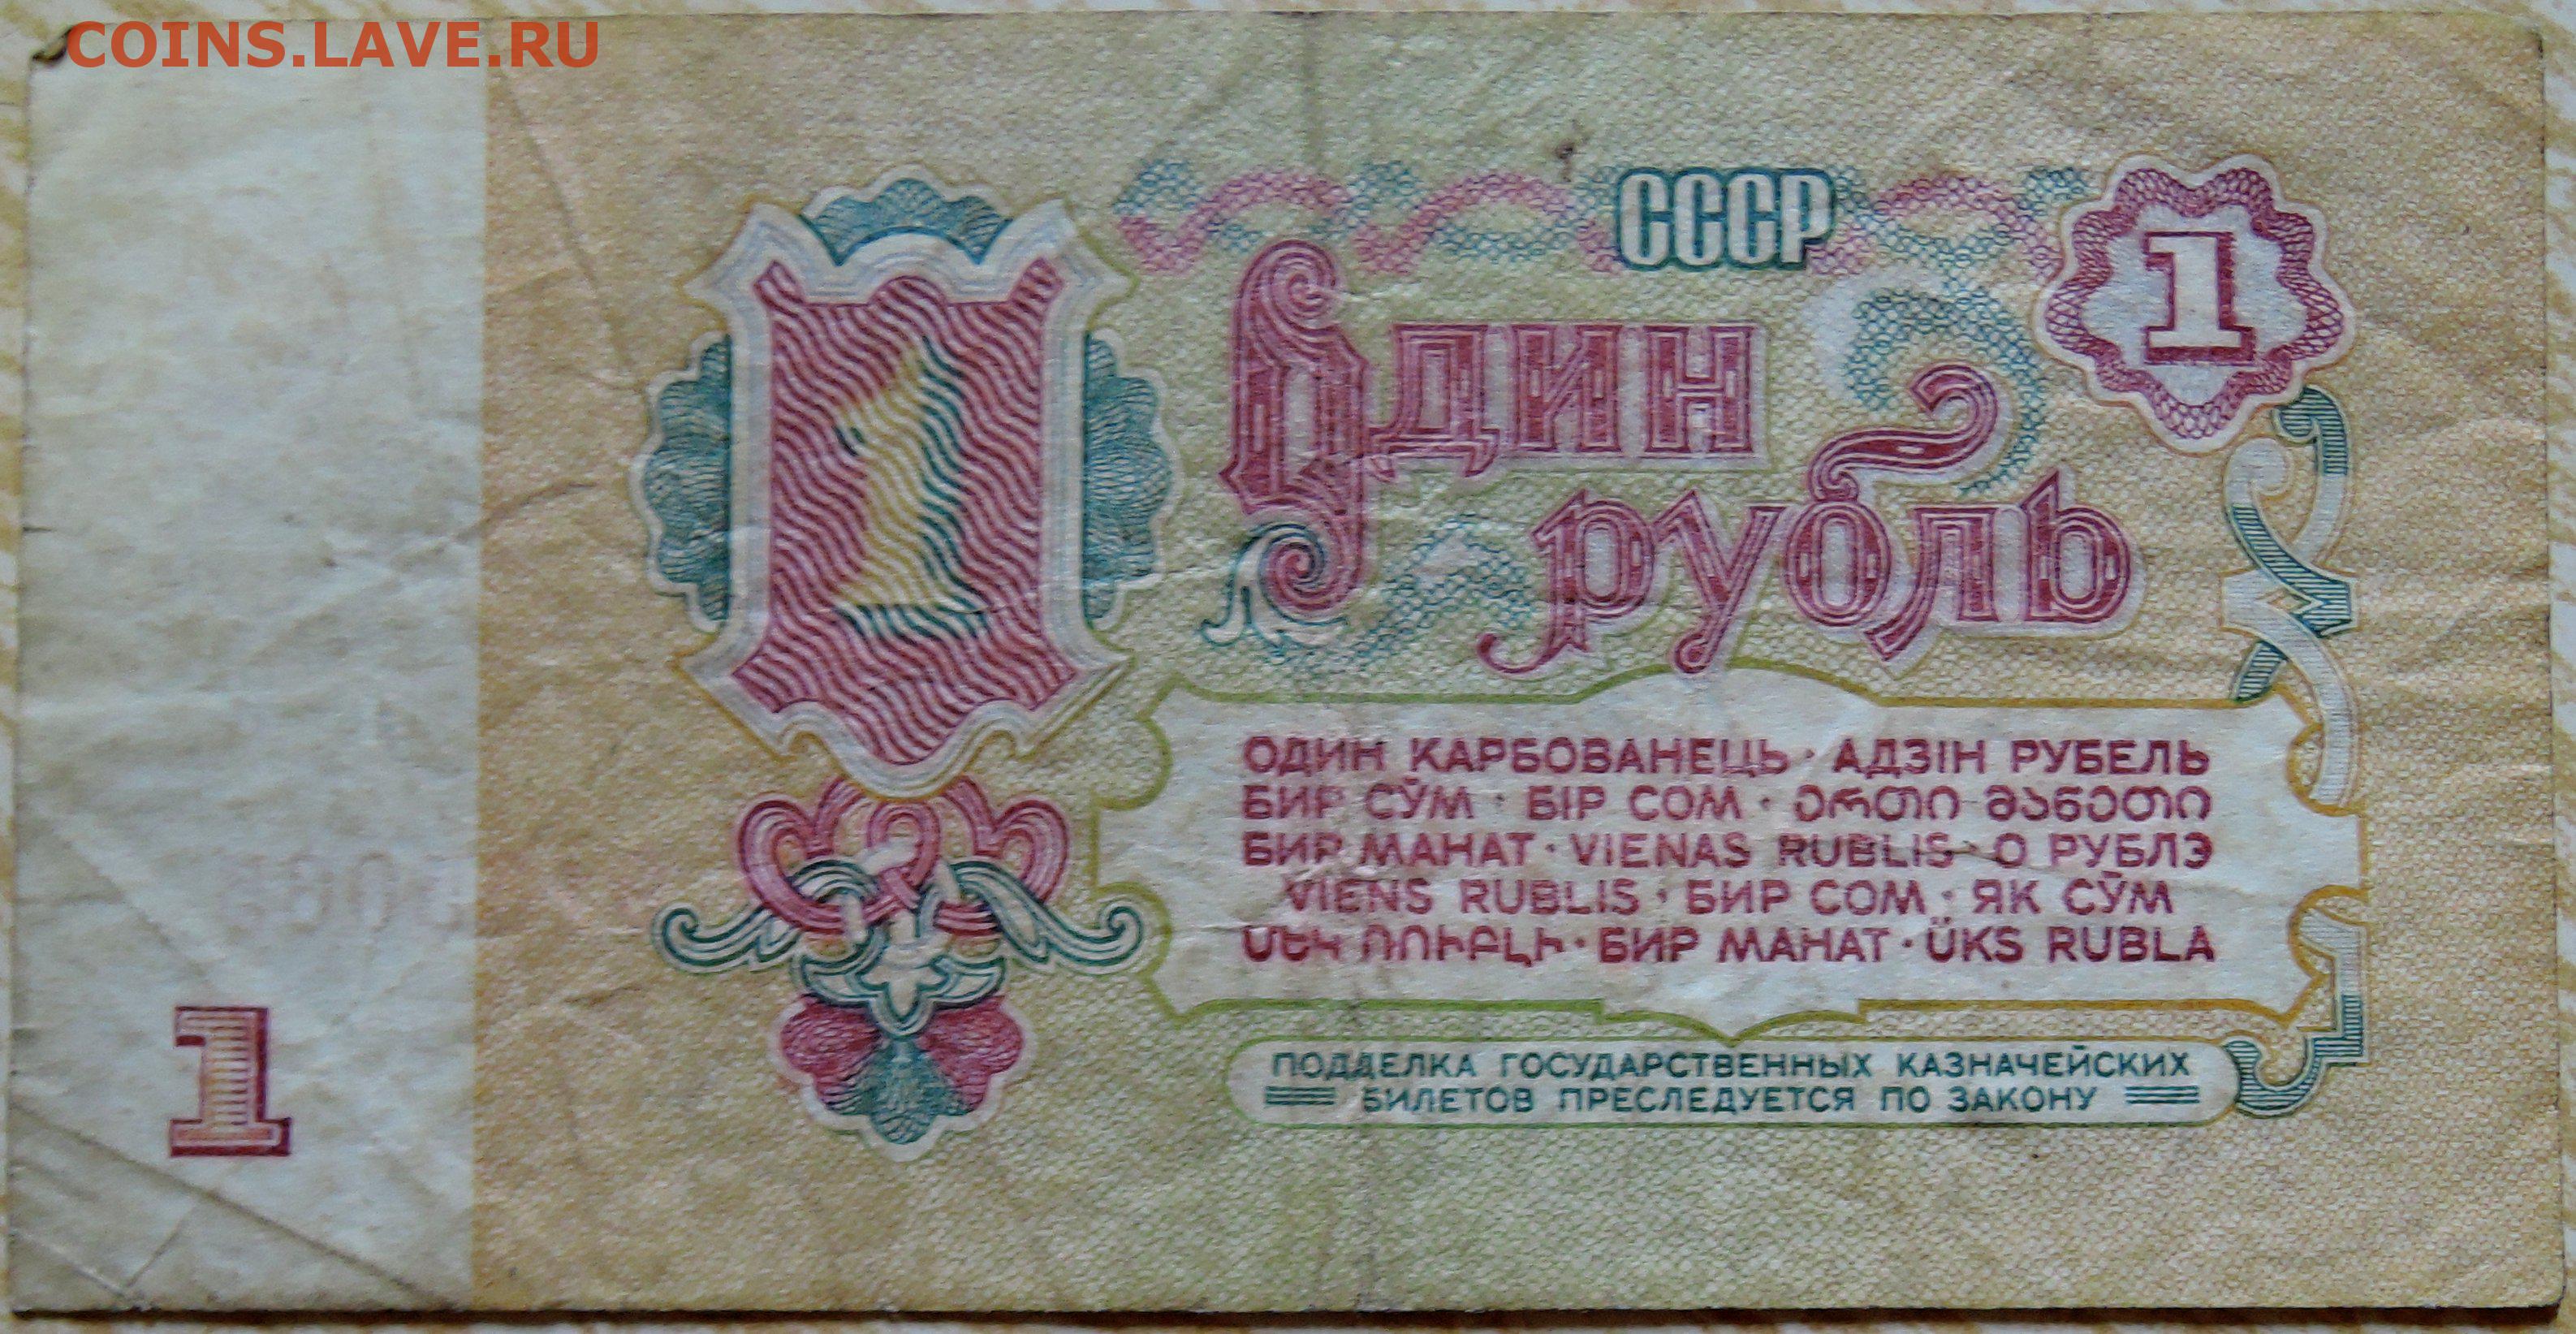 COINS.LAVE.RU
СССР
1
1
Один
рубль
ОДИН КАРБОВАНЕЦЬ · АДЗІН РУБЕЛЬ
БИР СЎМ · БІР СОМ · ᲔᲠᲗᲘ ᲛᲐᲜᲔᲗᲘ
БИР МАНАТ · VIENAS RUBLIS · О РУБЛЭ
VIENS RUBLIS · БИР СОМ · ЯК СӮМ
ՄԵԿ ՌՈՒԲԼԻ · БИР МАНАТ · ÜKS RUBLA
ПОДДЕЛКА ГОСУДАРСТВЕННЫХ КАЗНАЧЕЙСКИХ
БИЛЕТОВ ПРЕСЛЕДУЕТСЯ ПО ЗАКОНУ
1